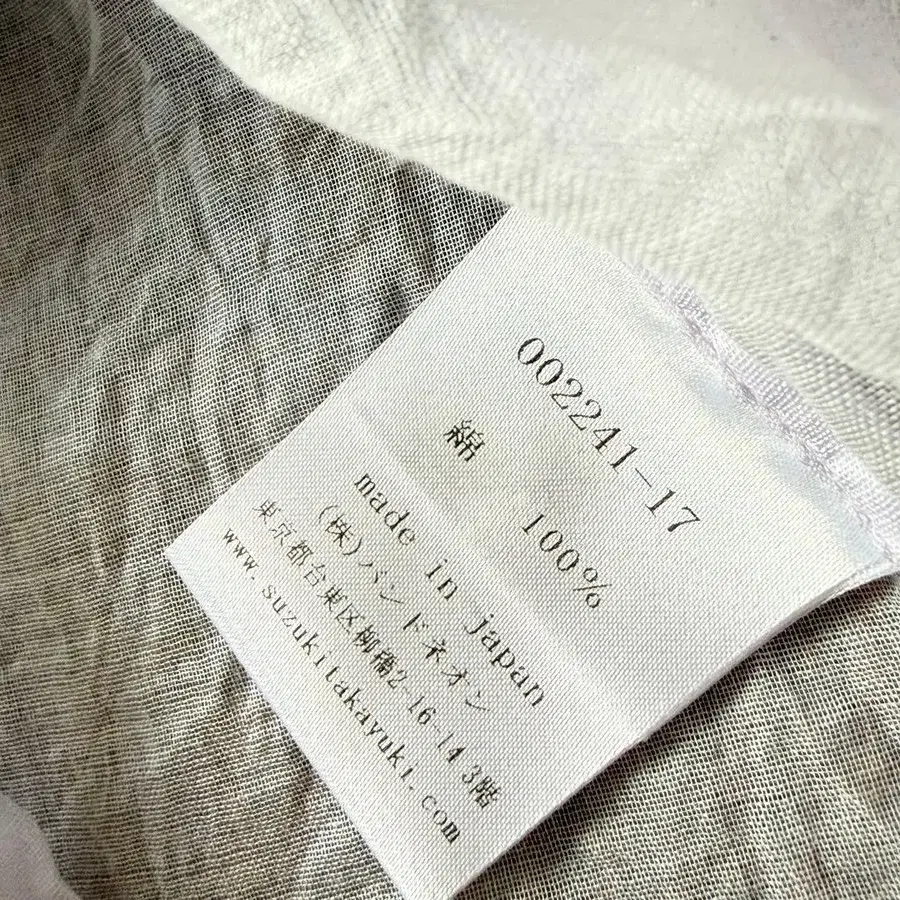 002241-17
綿 100%
made in japan
(株)バンドネオン
東京都台東区柳橋2-16-14 3階
www.suzukitakayuki.com